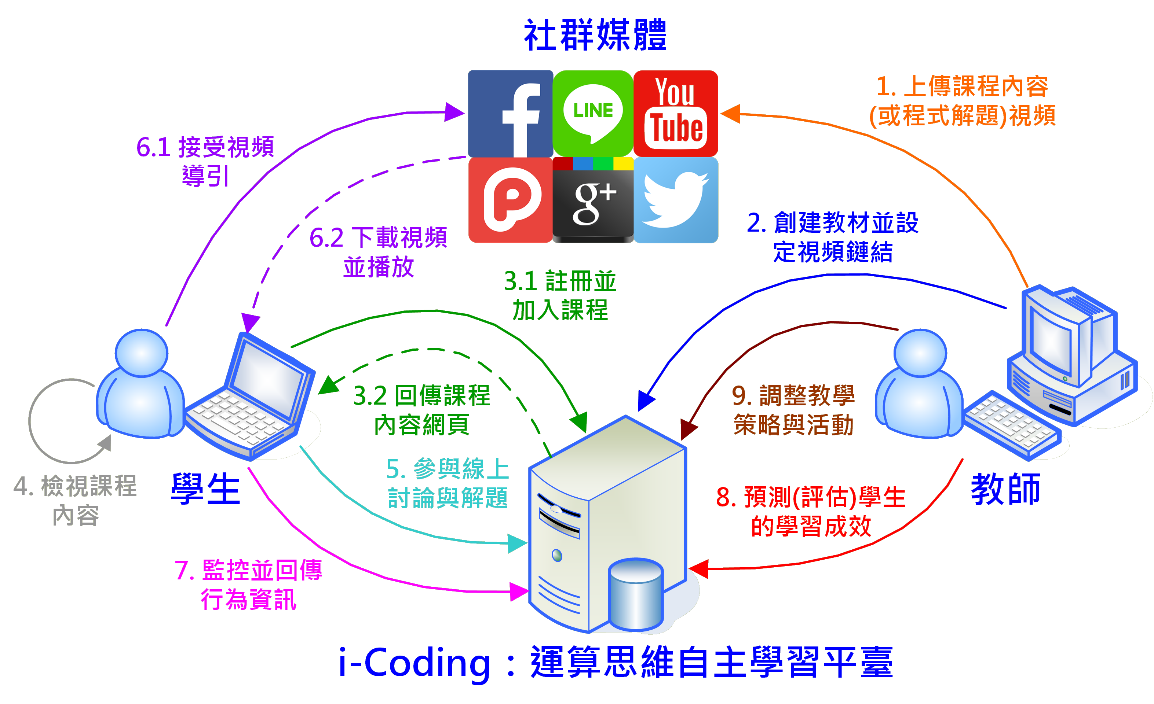 社群媒體
f
LINE
You
Tube
P
g+
1. 上傳課程內容
(或程式解題)視頻
6.1 接受視頻
導引
2. 創建教材並設
定視頻鏈結
6.2 下載視頻
並播放
3.1 註冊並
加入課程
3.2 回傳課程
內容網頁
9. 調整教學
策略與活動
4. 檢視課程
內容
學生
5. 參與線上
討論與解題
教師
8. 預測(評估)學生
的學習成效
7. 監控並回傳
行為資訊
i-Coding：運算思維自主學習平臺